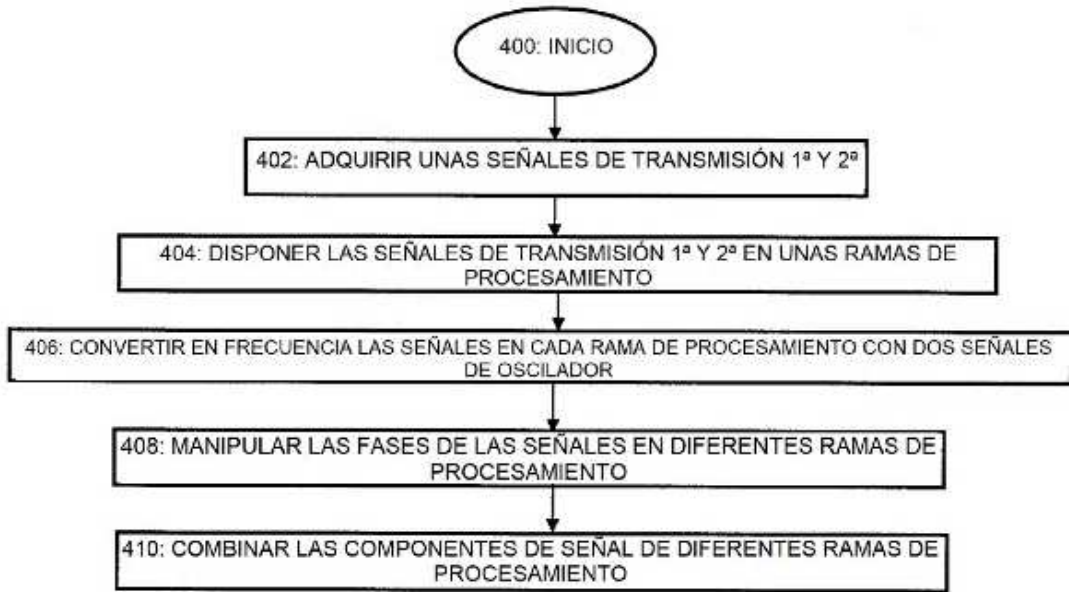 400: INICIO
402: ADQUIRIR UNAS SEÑALES DE TRANSMISIÓN 1ª Y 2ª
404: DISPONER LAS SEÑALES DE TRANSMISIÓN 1ª Y 2ª EN UNAS RAMAS DE
PROCESAMIENTO
406: CONVERTIR EN FRECUENCIA LAS SEÑALES EN CADA RAMA DE PROCESAMIENTO CON DOS SEÑALES
DE OSCILADOR
408: MANIPULAR LAS FASES DE LAS SEÑALES EN DIFERENTES RAMAS DE
PROCESAMIENTO
410: COMBINAR LAS COMPONENTES DE SEÑAL DE DIFERENTES RAMAS DE
PROCESAMIENTO